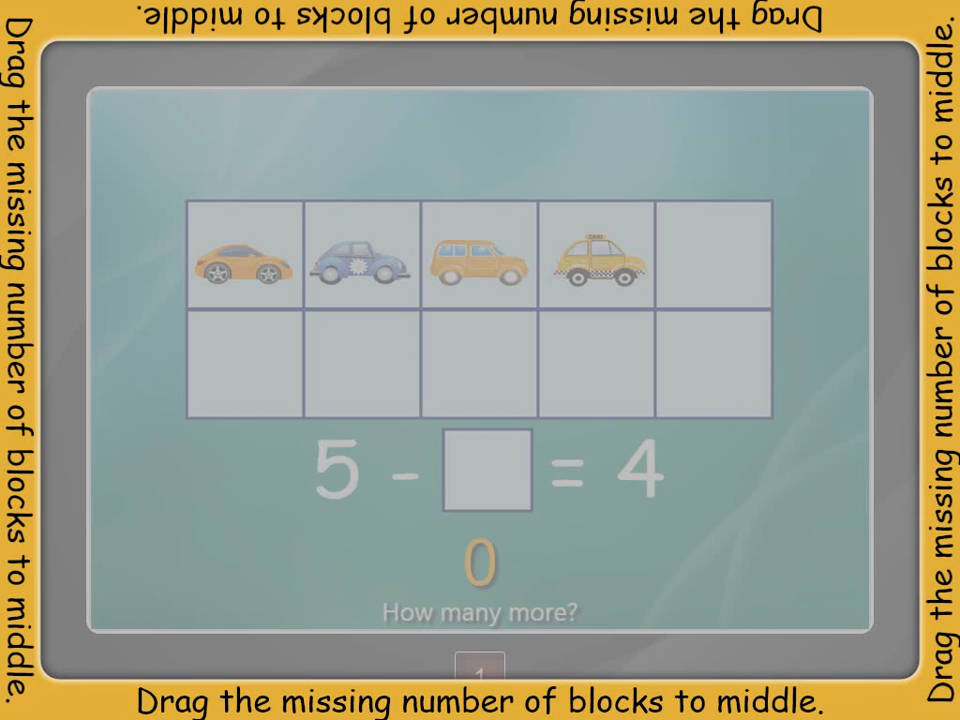 Drag the missing number of blocks to middle.
Drag the missing number of blocks to middle.
Drag the missing number of blocks to middle.
TAXI
5 - = 4
0
How many more?
1
Drag the missing number of blocks to middle.